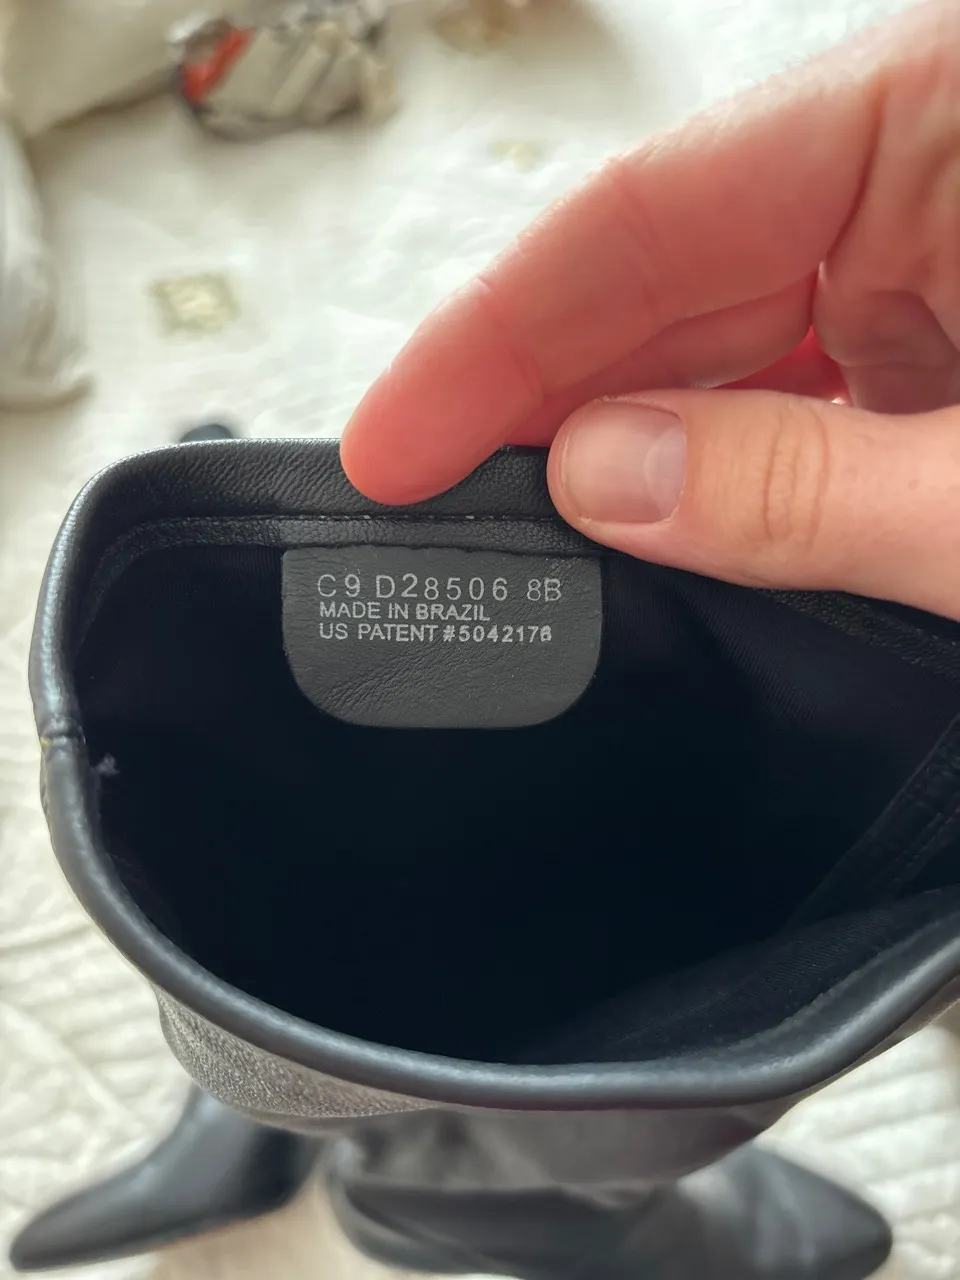 C9 D28506 8B
MADE IN BRAZIL
US PATENT #5042176